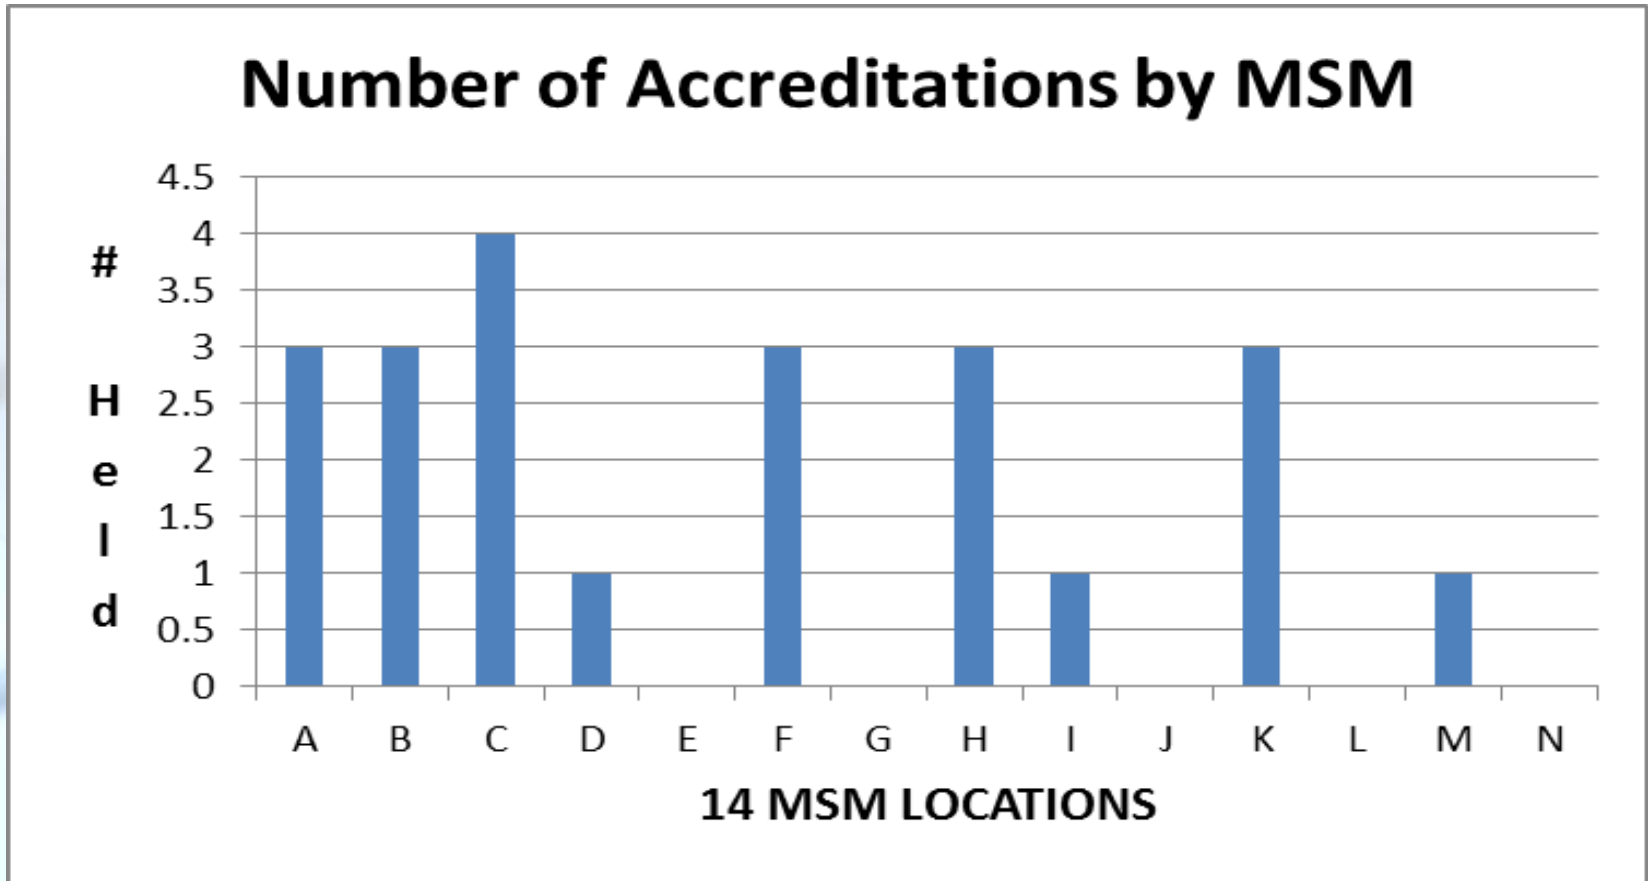 Number of Accreditations by MSM
4.5
4
3.5
3
2.5
2
1.5
1
0.5
0
#
H
e
l
d
A B C D E F G H I J K L M N
14 MSM LOCATIONS